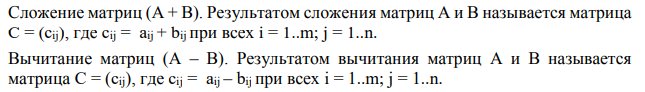 Сложение матриц (A + B). Результатом сложения матриц A и B называется матрица
C = (cij), где cij = aij + bij при всех i = 1..m; j = 1..n.
Вычитание матриц (A – B). Результатом вычитания матриц A и B называется
матрица C = (cij), где cij = aij – bij при всех i = 1..m; j = 1..n.